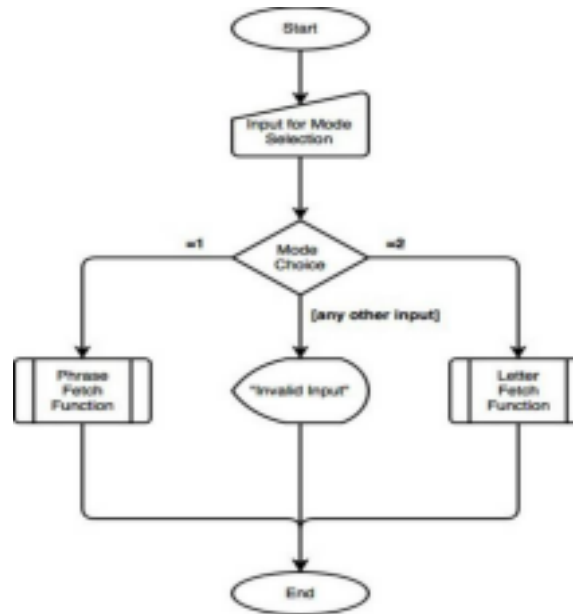 Start
Input for Mode
Selection
=1
Mode
Choice
=2
[any other input]
Phrase
Fetch
Function
"Invalid Input"
Letter
Fetch
Function
End